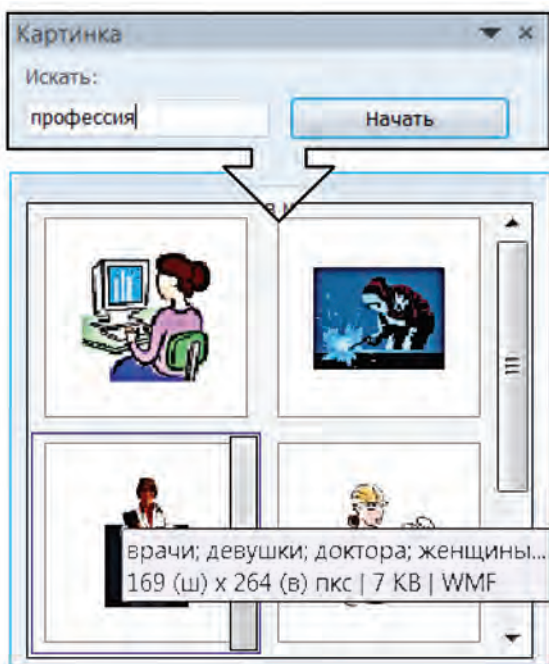 Картинка
Искать:
профессия
Начать
врачи; девушки; доктора; женщины...
169 (ш) x 264 (в) пкс | 7 KB | WMF